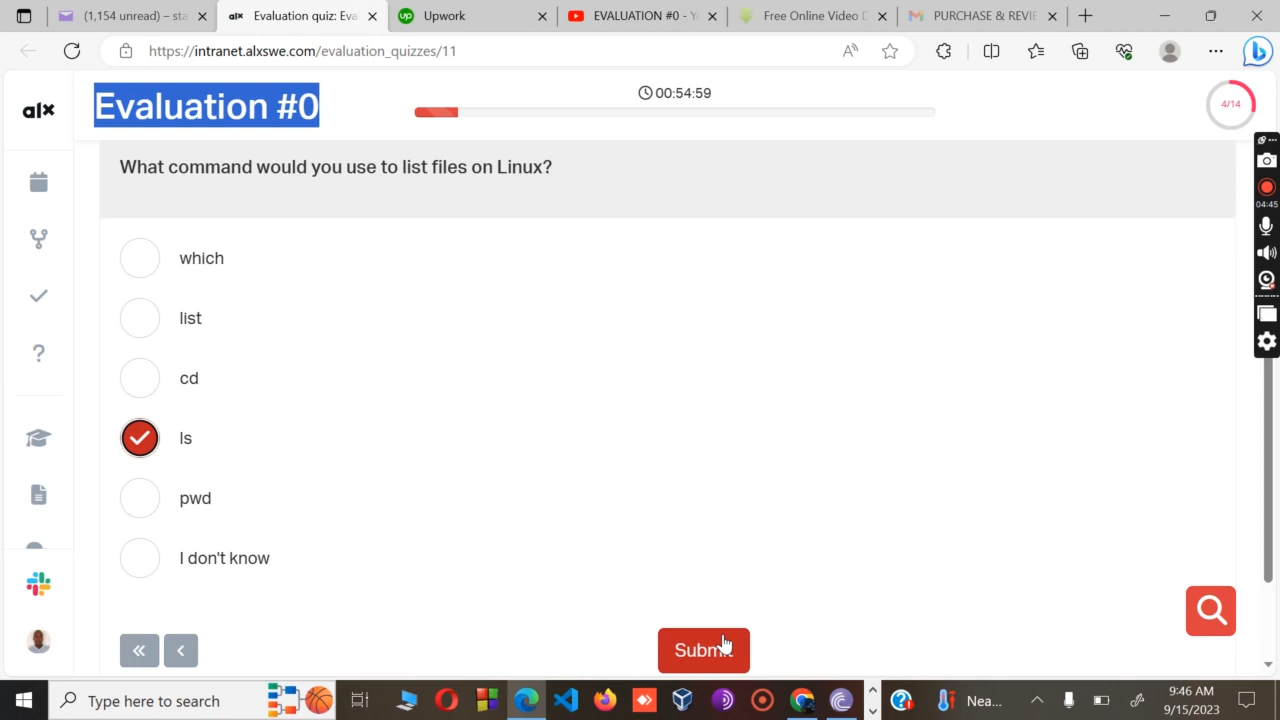 (1,154 unread) – sta
Evaluation quiz: Eva
Upwork
EVALUATION #0 - Y
Free Online Video D
PURCHASE & REVIE
https://intranet.alxswe.com/evaluation_quizzes/11
alx
Evaluation #0
00:54:59
4/14
What command would you use to list files on Linux?
which
list
cd
ls
pwd
I don't know
Submit
04:45
Type here to search
Nea...
9:46 AM
9/15/2023